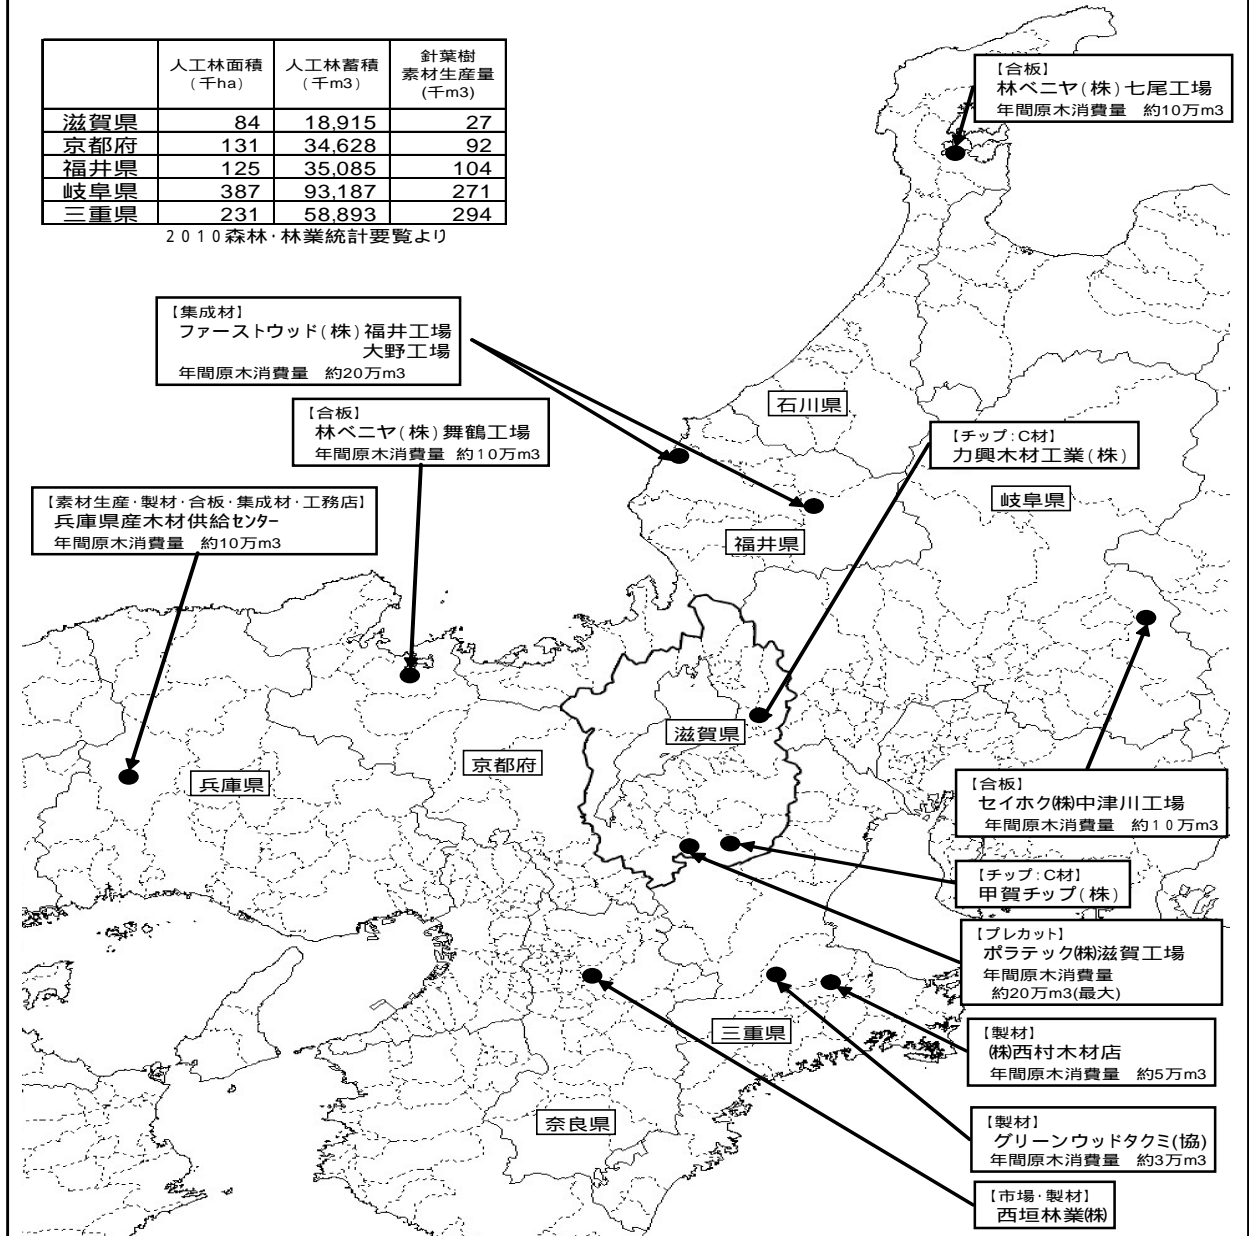 人工林面積 人工林蓄積 針葉樹
(千ha) (千m3) 素材生産量
(千m3)
滋賀県 84 18,915 27
京都府 131 34,628 92
福井県 125 35,085 104
岐阜県 387 93,187 271
三重県 231 58,893 294
2010森林・林業統計要覧より
【合板】
林ベニヤ(株)七尾工場
年間原木消費量 約10万m3
【集成材】
ファーストウッド(株)福井工場
大野工場
年間原木消費量 約20万m3
石川県
【合板】
林ベニヤ(株)舞鶴工場
年間原木消費量 約10万m3
【チップ:C材】
力興木材工業(株)
【素材生産・製材・合板・集成材・工務店】
兵庫県産木材供給センター
年間原木消費量 約10万m3
岐阜県
福井県
滋賀県
京都府
兵庫県
【合板】
セイホク㈱中津川工場
年間原木消費量 約10万m3
【チップ:C材】
甲賀チップ(株)
【プレカット】
ポラテック㈱滋賀工場
年間原木消費量
約20万m3(最大)
三重県
【製材】
㈱西村木材店
年間原木消費量 約5万m3
奈良県
【製材】
グリーンウッドタクミ(協)
年間原木消費量 約3万m3
【市場・製材】
西垣林業㈱